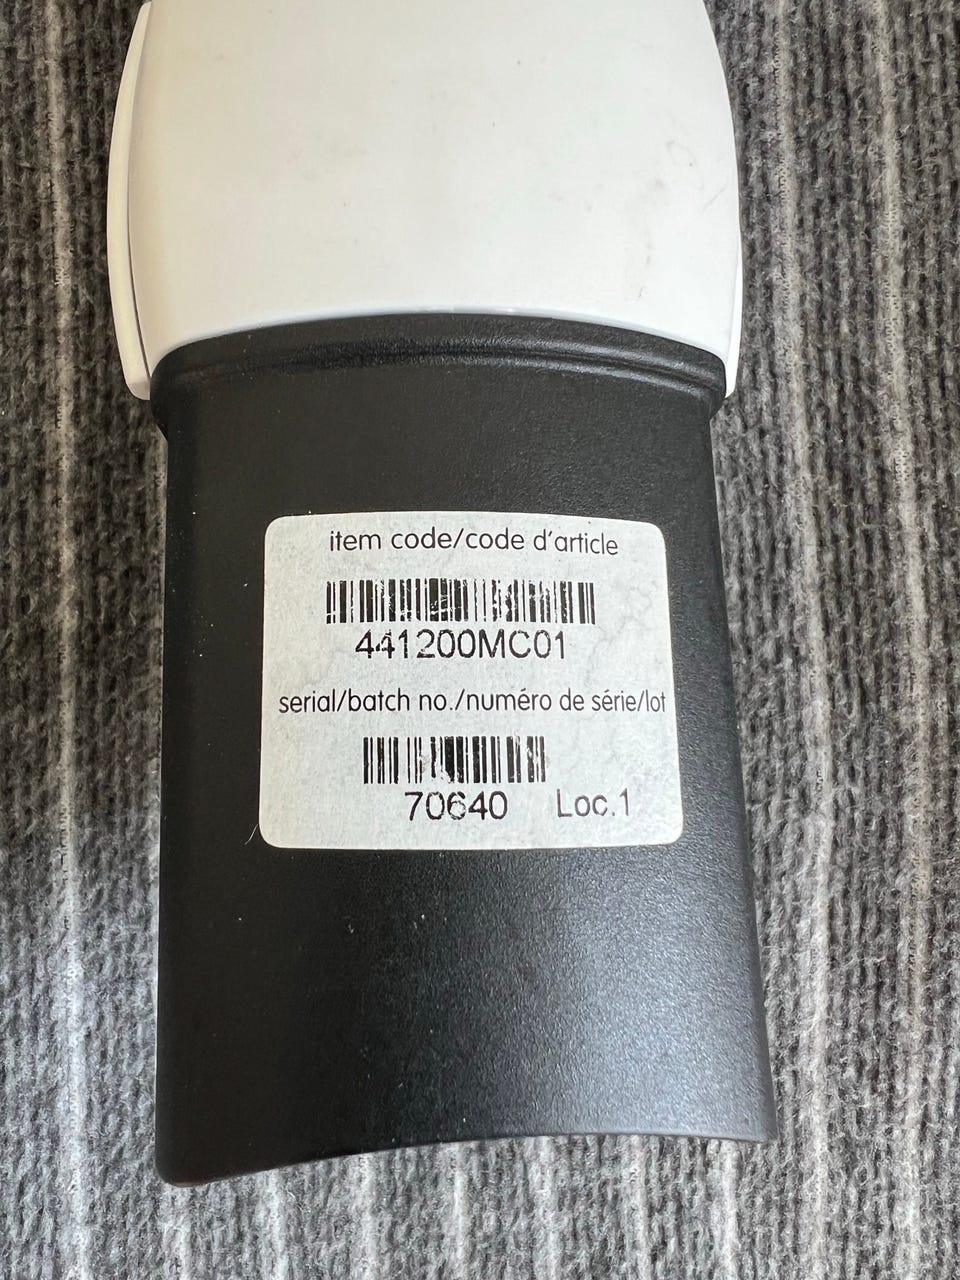 item code/code d'article
441200MC01
serial/batch no./numéro de série/lot
70640 Loc.1